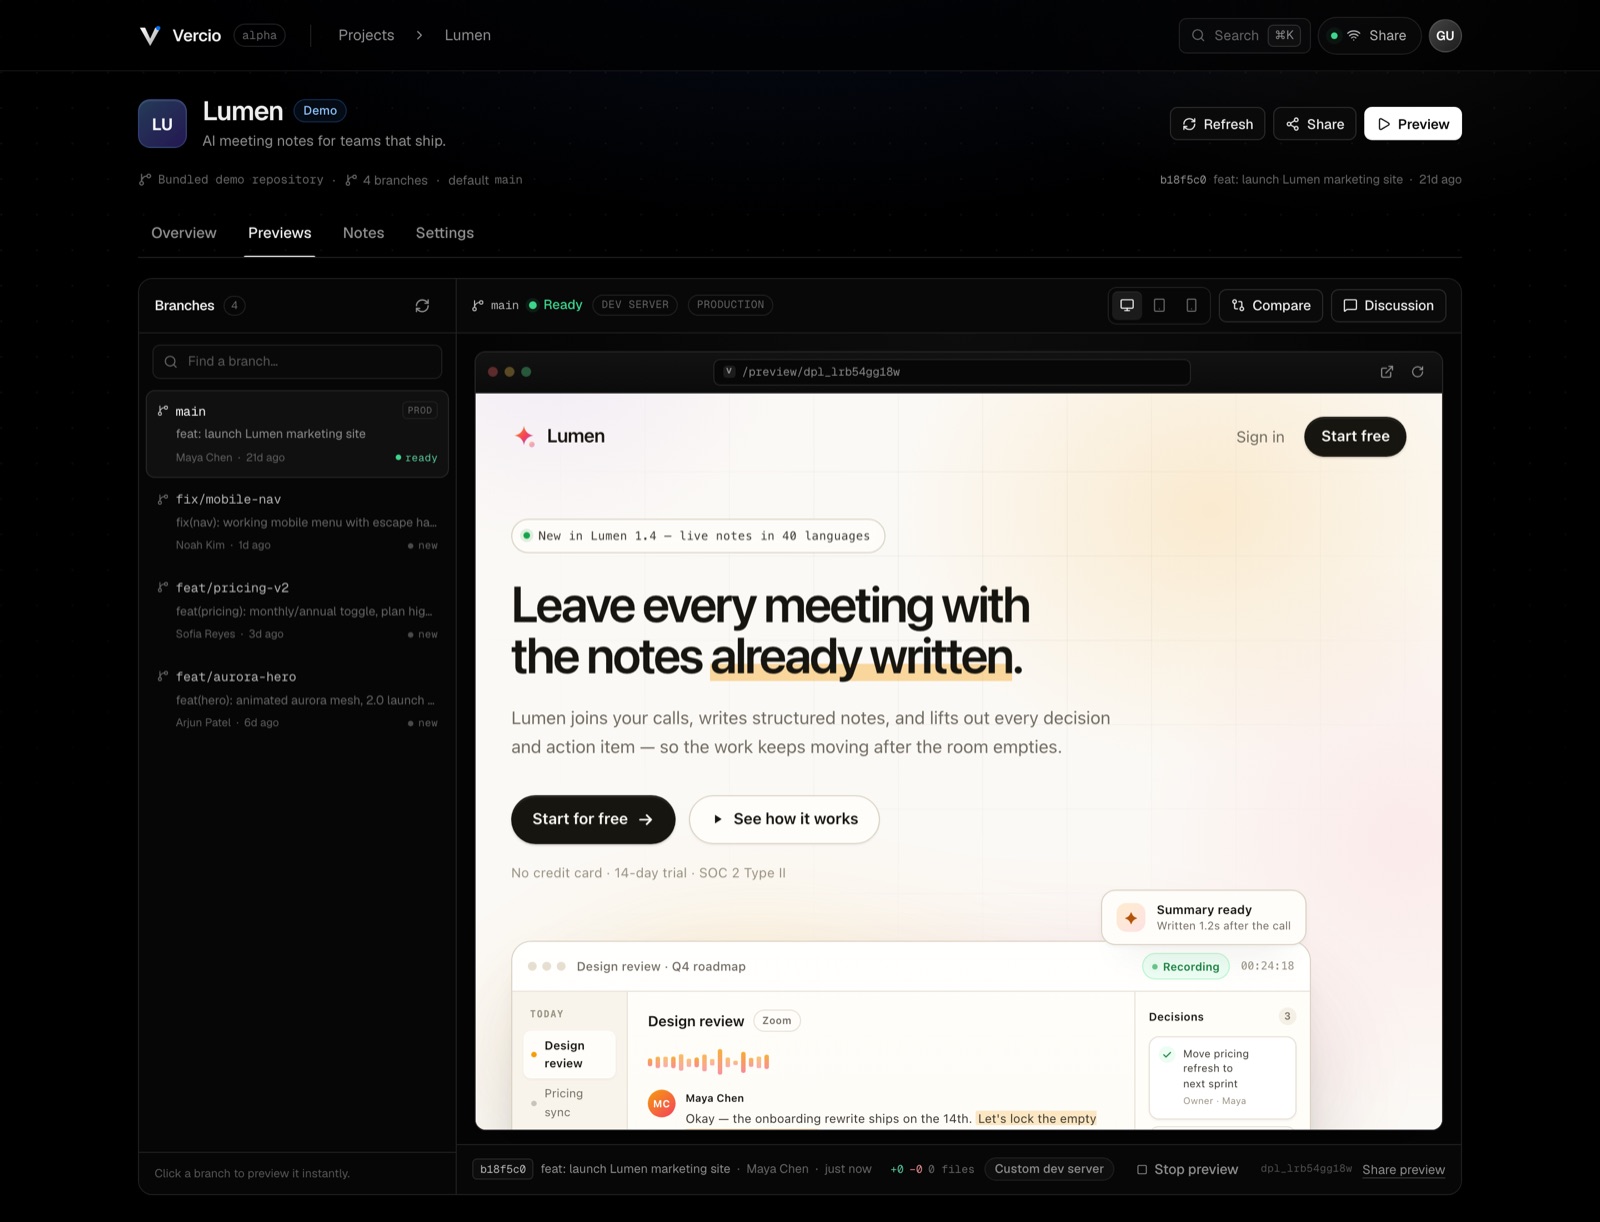 Vercio alpha Projects > Lumen Search ⌘K Share GU
LU Lumen Demo
AI meeting notes for teams that ship.
Refresh Share Preview
Bundled demo repository · 4 branches · default main
b18f5c0 feat: launch Lumen marketing site · 21d ago
Overview Previews Notes Settings
Branches 4
Find a branch...
main PROD
feat: launch Lumen marketing site
Maya Chen · 21d ago ready
fix/mobile-nav
fix(nav): working mobile menu with escape ha...
Noah Kim · 1d ago new
feat/pricing-v2
feat(pricing): monthly/annual toggle, plan hig...
Sofia Reyes · 3d ago new
feat/aurora-hero
feat(hero): animated aurora mesh, 2.0 launch ...
Arjun Patel · 6d ago new
Click a branch to preview it instantly.
main Ready DEV SERVER PRODUCTION Compare Discussion
V /preview/dpl_lrb54gg18w
Lumen Sign in Start free
New in Lumen 1.4 — live notes in 40 languages
Leave every meeting with
the notes already written.
Lumen joins your calls, writes structured notes, and lifts out every decision
and action item — so the work keeps moving after the room empties.
Start for free → See how it works
No credit card · 14-day trial · SOC 2 Type II
Summary ready
Written 1.2s after the call
Design review · Q4 roadmap Recording 00:24:18
TODAY
Design
review
Pricing
sync
Design review Zoom
MC Maya Chen
Okay — the onboarding rewrite ships on the 14th. Let's lock the empty
Decisions 3
Move pricing
refresh to
next sprint
Owner · Maya
b18f5c0 feat: launch Lumen marketing site · Maya Chen · just now +0 −0 0 files Custom dev server Stop preview dpl_lrb54gg18w Share preview